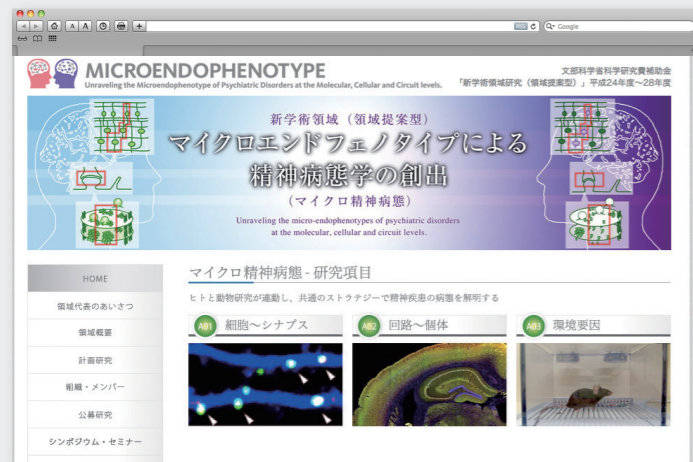 A A
Google
MICROENDOPHENOTYPE
Unraveling the Microendophenotype of Psychiatric Disorders at the Molecular, Cellular and Circuit levels.
文部科学省科学研究費補助金
「新学術領域研究(領域提案型)」平成24年度〜28年度
新学術領域(領域提案型)
マイクロエンドフェノタイプによる
精神病態学の創出
(マイクロ精神病態)
Unraveling the micro-endophenotypes of psychiatric disorders
at the molecular, cellular and circuit levels.
HOME
領域代表のあいさつ
領域概要
計画研究
組織・メンバー
公募研究
シンポジウム・セミナー
マイクロ精神病態 - 研究項目
ヒトと動物研究が連動し、共通のストラテジーで精神疾患の病態を解明する
A01 細胞〜シナプス
A02 回路〜個体
A03 環境要因